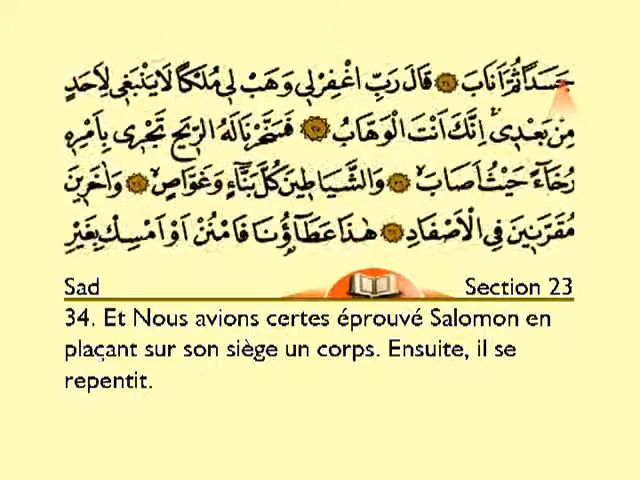 جَسَدًا ثُمَّ أَنَابَ ۝ قَالَ رَبِّ اغْفِرْ لِي وَهَبْ لِي مُلْكًا لَا يَنْبَغِي لِأَحَدٍ
مِنْ بَعْدِي إِنَّكَ أَنْتَ الْوَهَّابُ ۝ فَسَخَّرْنَا لَهُ الرِّيحَ تَجْرِي بِأَمْرِهِ
رُخَاءً حَيْثُ أَصَابَ ۝ وَالشَّيَاطِينَ كُلَّ بَنَّاءٍ وَغَوَّاصٍ ۝ وَآخَرِينَ
مُقَرَّنِينَ فِي الْأَصْفَادِ ۝ هَٰذَا عَطَاؤُنَا فَامْنُنْ أَوْ أَمْسِكْ بِغَيْرِ
Sad Section 23
34. Et Nous avions certes éprouvé Salomon en
plaçant sur son siège un corps. Ensuite, il se
repentit.